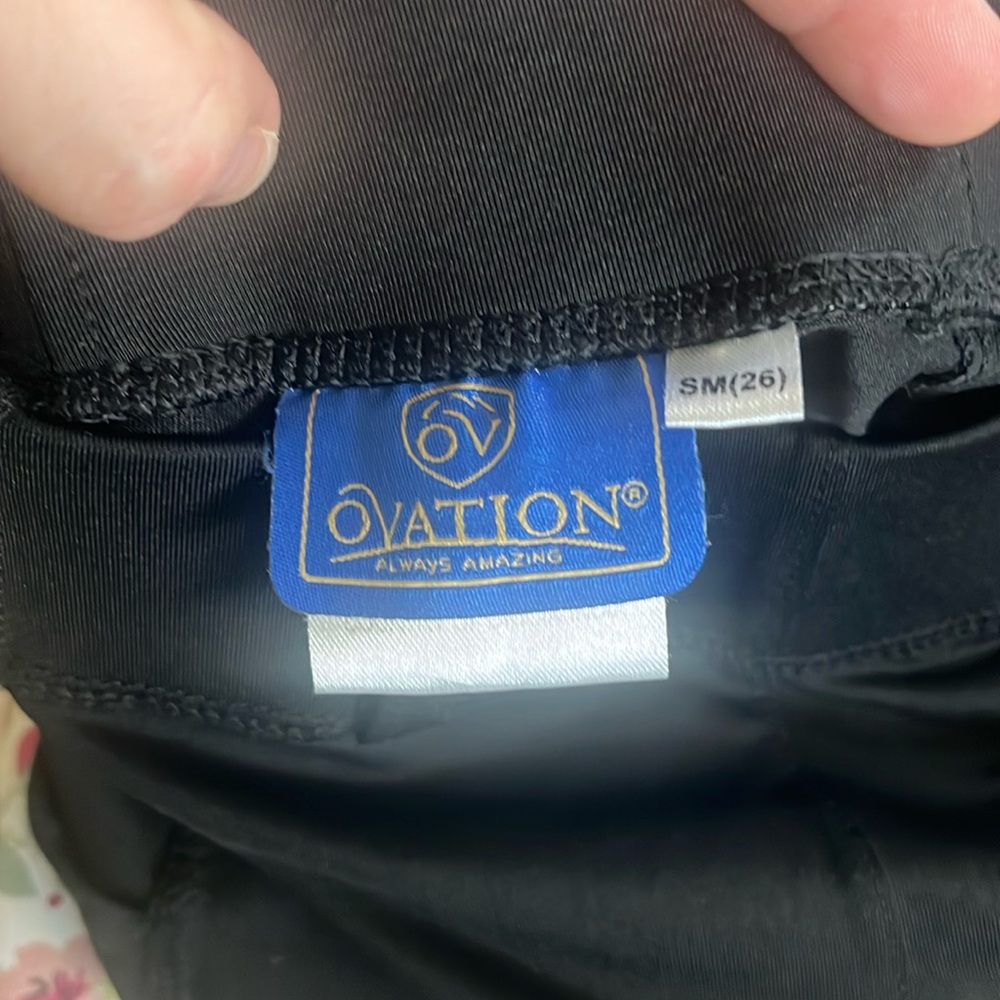 SM(26)
OV
OVATION®
ALWAYS AMAZING